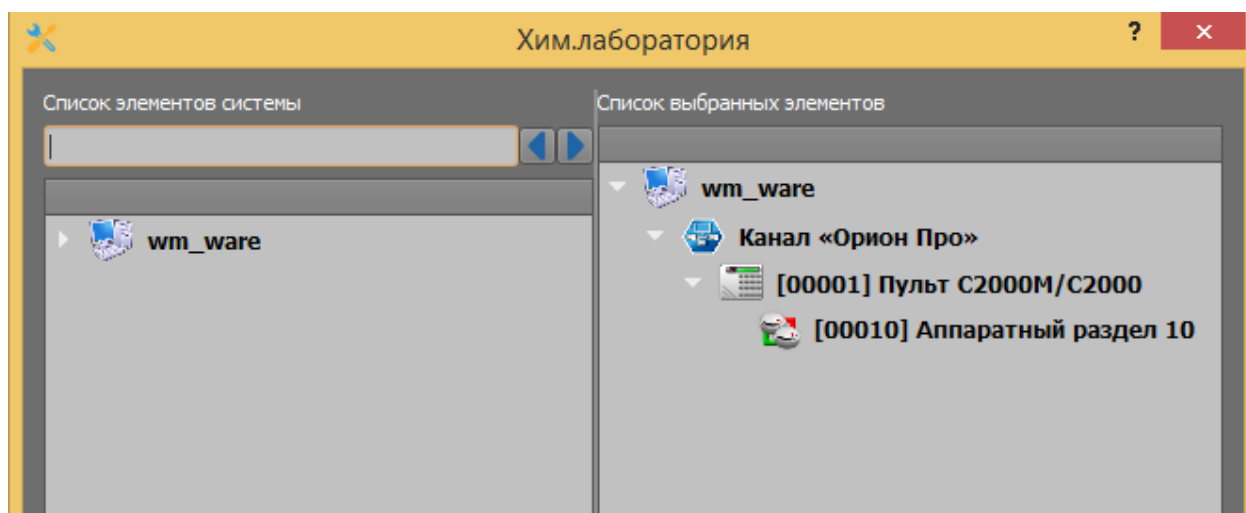 Хим.лаборатория
?
×
Список элементов системы
Список выбранных элементов
wm_ware
wm_ware
Канал «Орион Про»
[00001] Пульт С2000М/С2000
[00010] Аппаратный раздел 10